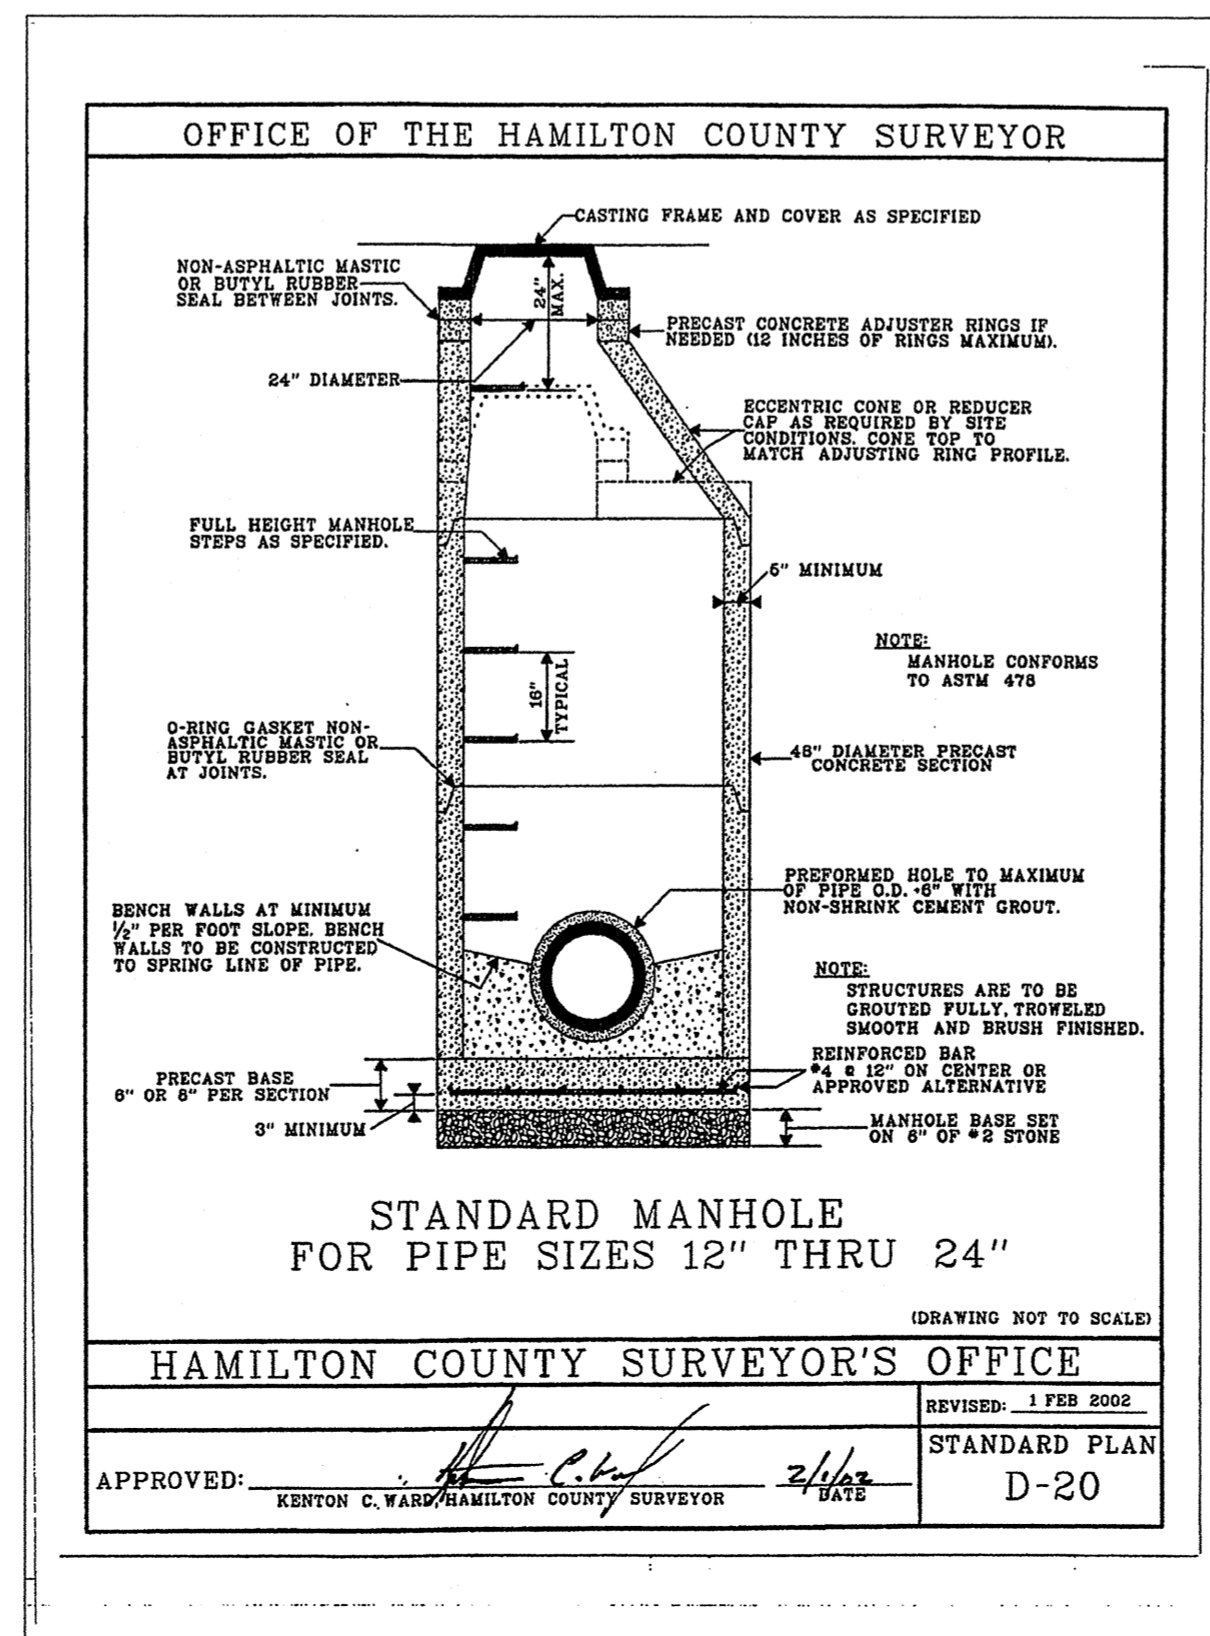 OFFICE OF THE HAMILTON COUNTY SURVEYOR
CASTING FRAME AND COVER AS SPECIFIED
NON-ASPHALTIC MASTIC
OR BUTYL RUBBER
SEAL BETWEEN JOINTS.
24" MAX.
PRECAST CONCRETE ADJUSTER RINGS IF
NEEDED (12 INCHES OF RINGS MAXIMUM).
24" DIAMETER
ECCENTRIC CONE OR REDUCER
CAP AS REQUIRED BY SITE
CONDITIONS. CONE TOP TO
MATCH ADJUSTING RING PROFILE.
FULL HEIGHT MANHOLE
STEPS AS SPECIFIED.
5" MINIMUM
NOTE:
MANHOLE CONFORMS
TO ASTM 478
16"
TYPICAL
O-RING GASKET NON-
ASPHALTIC MASTIC OR
BUTYL RUBBER SEAL
AT JOINTS.
48" DIAMETER PRECAST
CONCRETE SECTION
PREFORMED HOLE TO MAXIMUM
OF PIPE O.D. +6" WITH
NON-SHRINK CEMENT GROUT.
BENCH WALLS AT MINIMUM
1/2" PER FOOT SLOPE. BENCH
WALLS TO BE CONSTRUCTED
TO SPRING LINE OF PIPE.
NOTE:
STRUCTURES ARE TO BE
GROUTED FULLY, TROWELED
SMOOTH AND BRUSH FINISHED.
REINFORCED BAR
#4 @ 12" ON CENTER OR
APPROVED ALTERNATIVE
PRECAST BASE
6" OR 8" PER SECTION
3" MINIMUM
MANHOLE BASE SET
ON 6" OF #2 STONE
STANDARD MANHOLE
FOR PIPE SIZES 12" THRU 24"
(DRAWING NOT TO SCALE)
HAMILTON COUNTY SURVEYOR'S OFFICE
REVISED: 1 FEB 2002
STANDARD PLAN
D-20
APPROVED:
2/1/02
KENTON C. WARD, HAMILTON COUNTY SURVEYOR
DATE